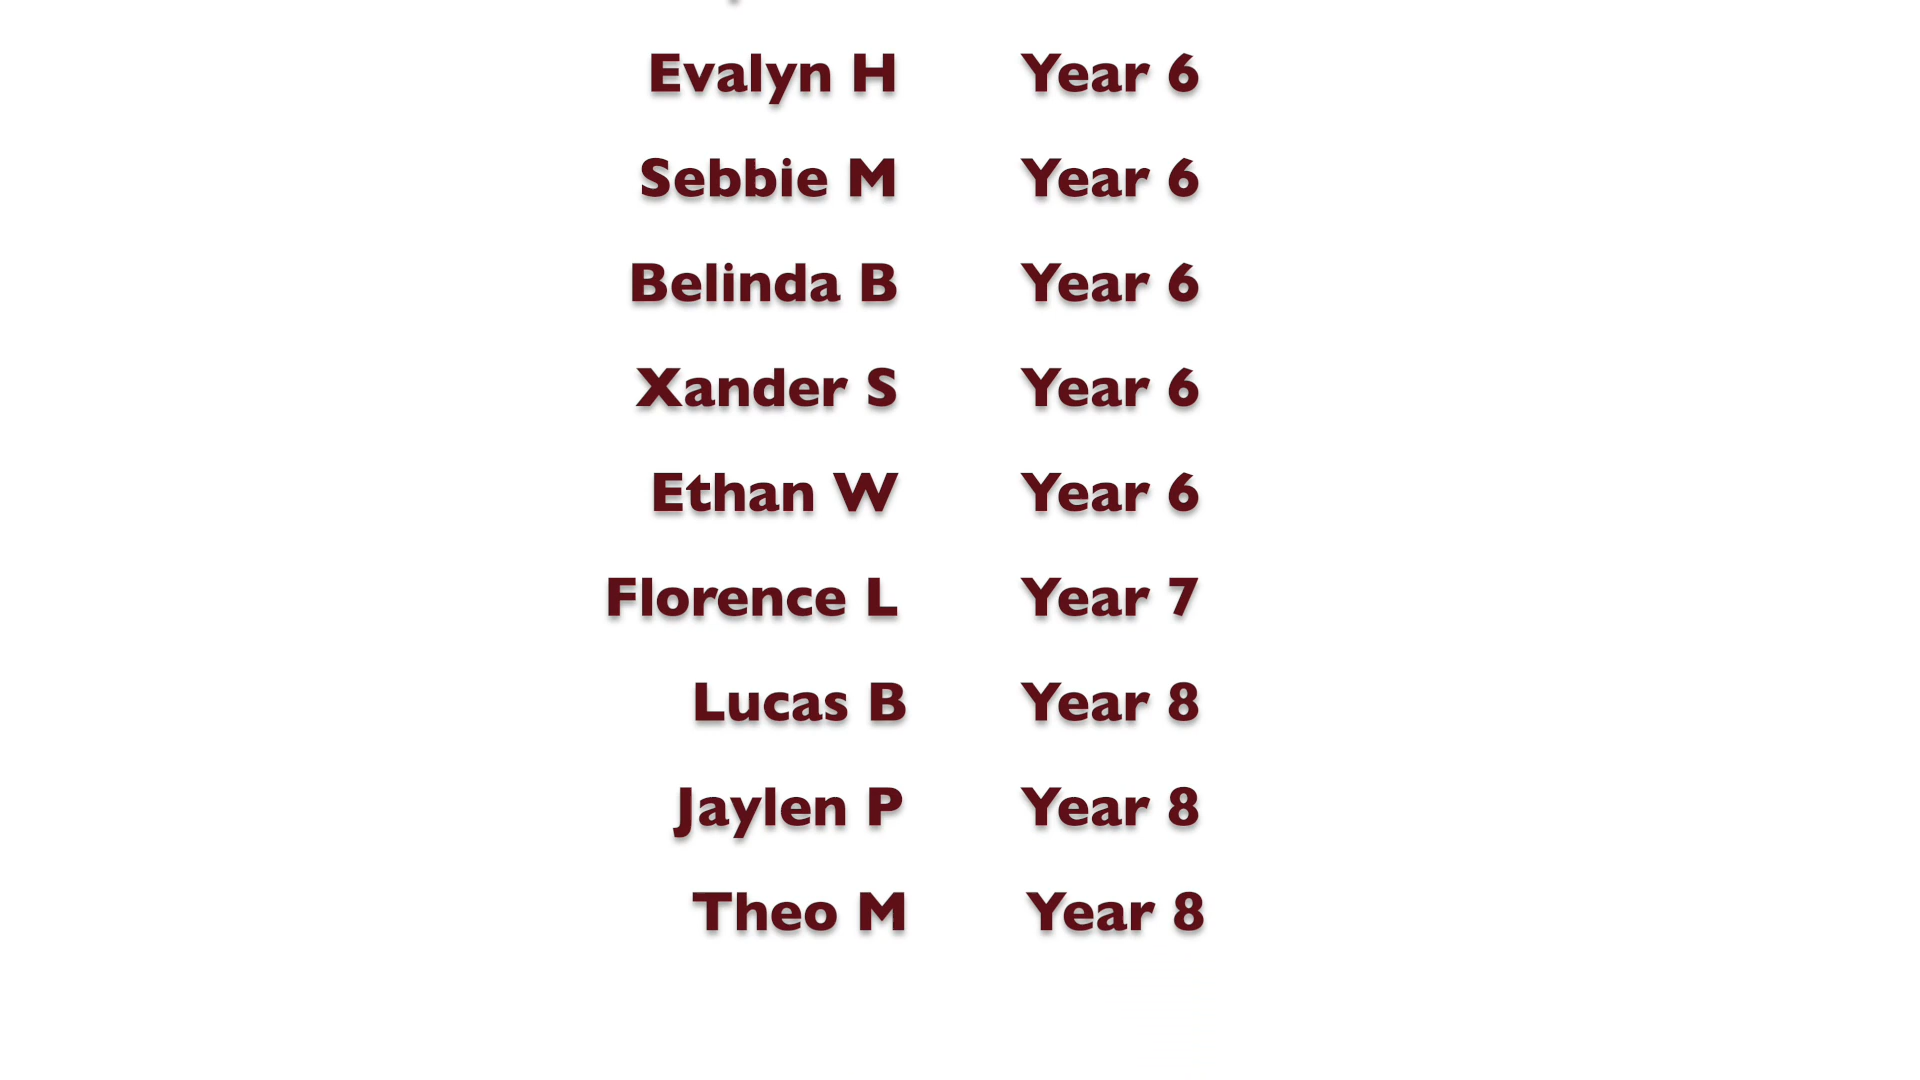 Evalyn H Year 6
Sebbie M Year 6
Belinda B Year 6
Xander S Year 6
Ethan W Year 6
Florence L Year 7
Lucas B Year 8
Jaylen P Year 8
Theo M Year 8